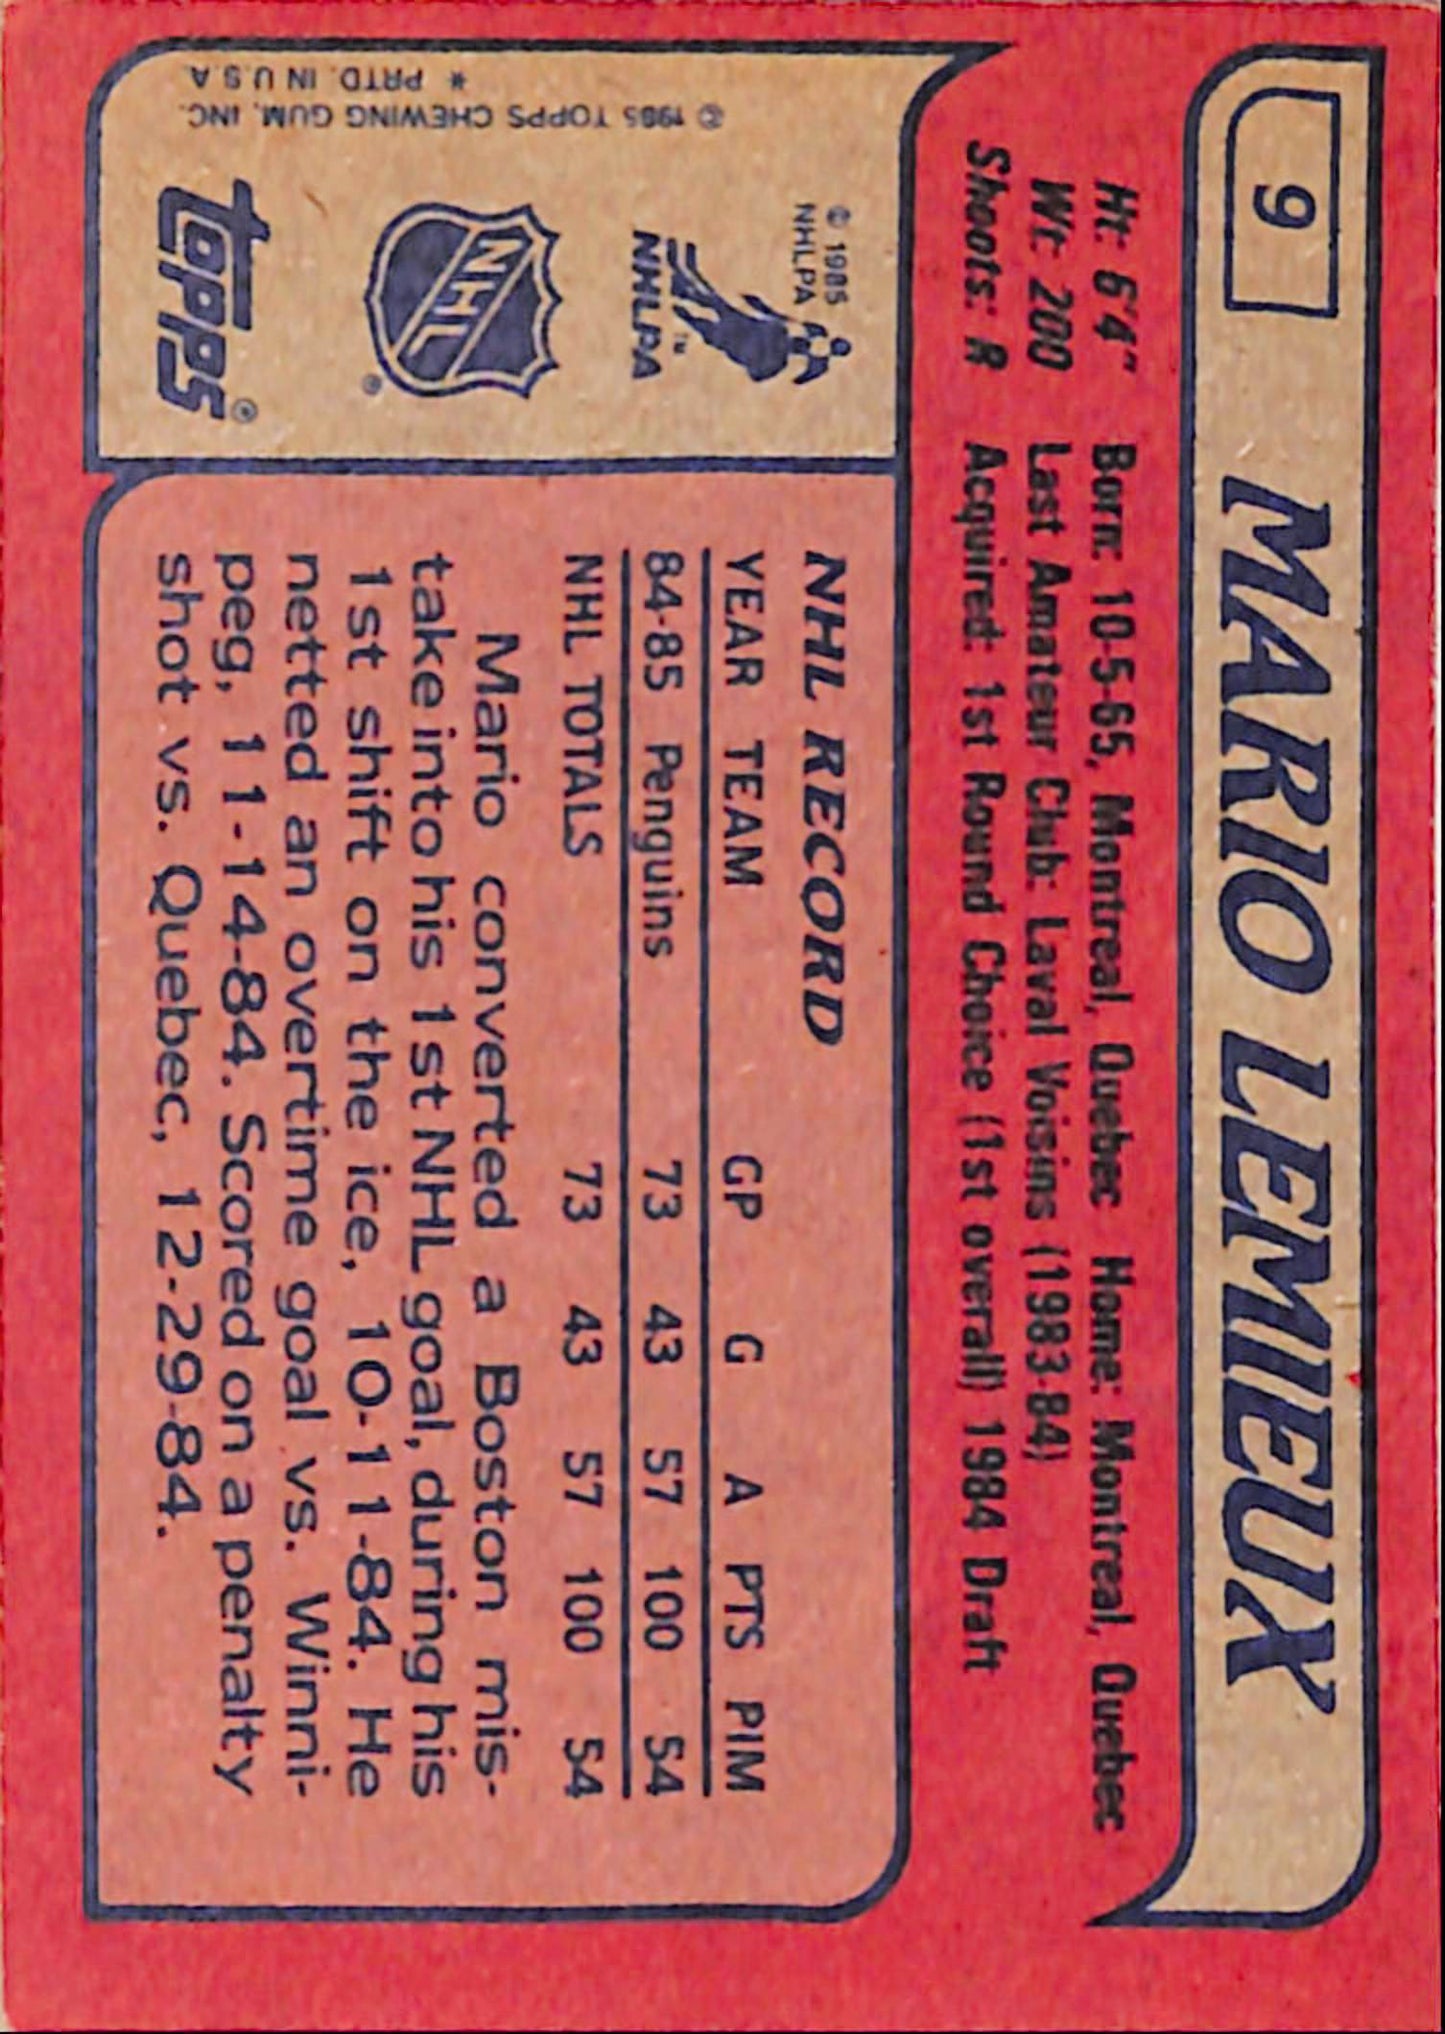 9
MARIO LEMIEUX
Ht: 6'4" Born: 10-5-65, Montreal, Quebec Home: Montreal, Quebec
Wt: 200 Last Amateur Club: Laval Voisins (1983-84)
Shoots: R Acquired: 1st Round Choice (1st overall) 1984 Draft
© 1985
NHLPA
NHLPA™
NHL®
TOPPS®
© 1985 TOPPS CHEWING GUM, INC.
* PRTD. IN U.S.A.
NHL RECORD
YEAR TEAM GP G A PTS PIM
84-85 Penguins 73 43 57 100 54
NHL TOTALS 73 43 57 100 54
Mario converted a Boston mis-
take into his 1st NHL goal, during his
1st shift on the ice, 10-11-84. He
netted an overtime goal vs. Winni-
peg, 11-14-84. Scored on a penalty
shot vs. Quebec, 12-29-84.